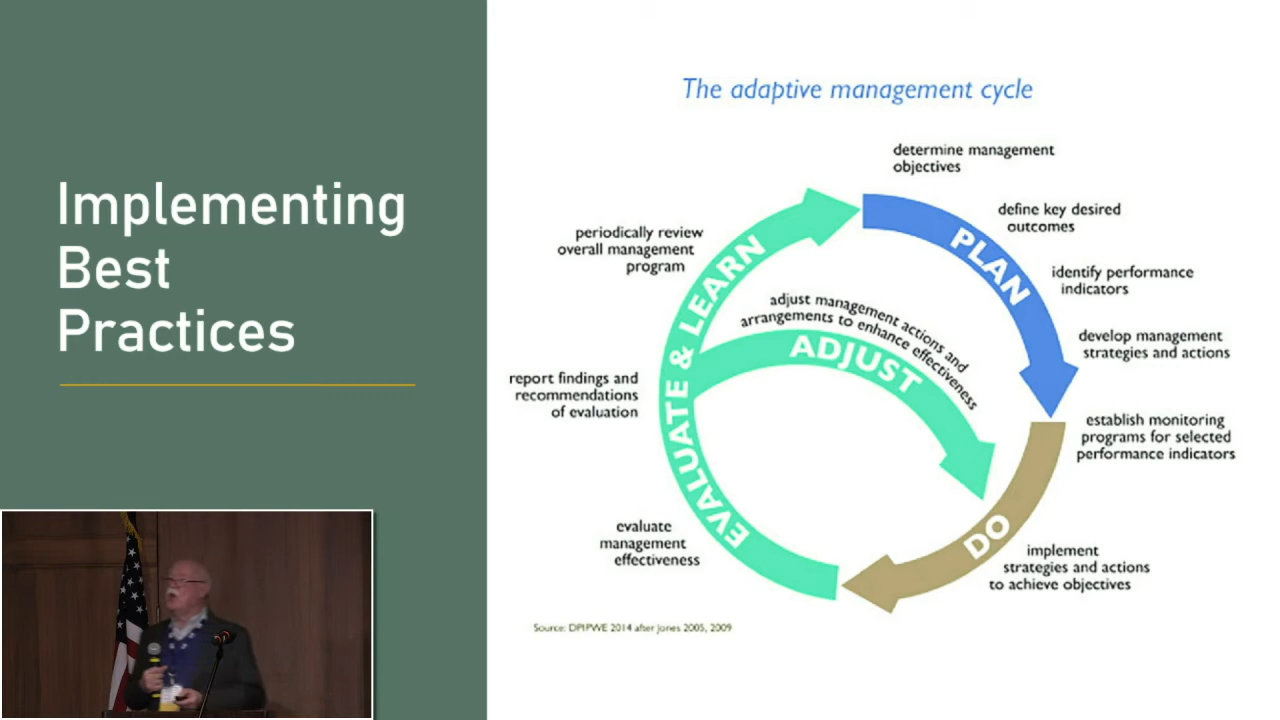 Implementing
Best
Practices
The adaptive management cycle
determine management
objectives
define key desired
outcomes
identify performance
indicators
develop management
strategies and actions
PLAN
establish monitoring
programs for selected
performance indicators
DO
implement
strategies and actions
to achieve objectives
evaluate
management
effectiveness
report findings and
recommendations
of evaluation
periodically review
overall management
program
EVALUATE & LEARN
adjust management actions and
arrangements to enhance effectiveness
ADJUST
Source: DPIPWE 2014 after Jones 2005, 2009